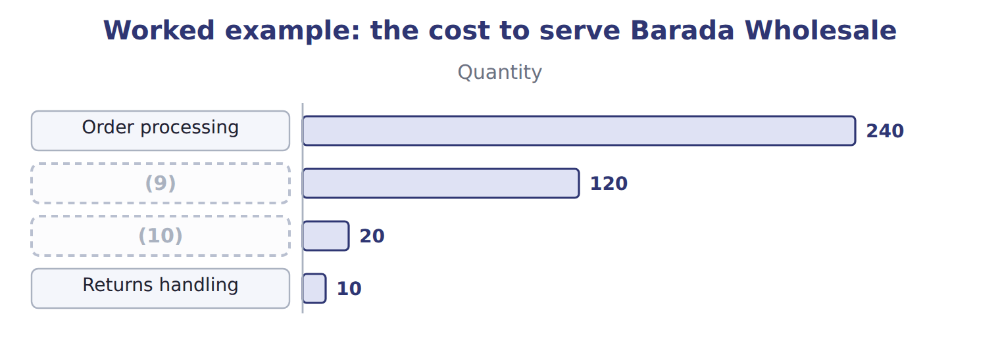 Worked example: the cost to serve Barada Wholesale
Quantity
Order processing
240
(9)
120
(10)
20
Returns handling
10